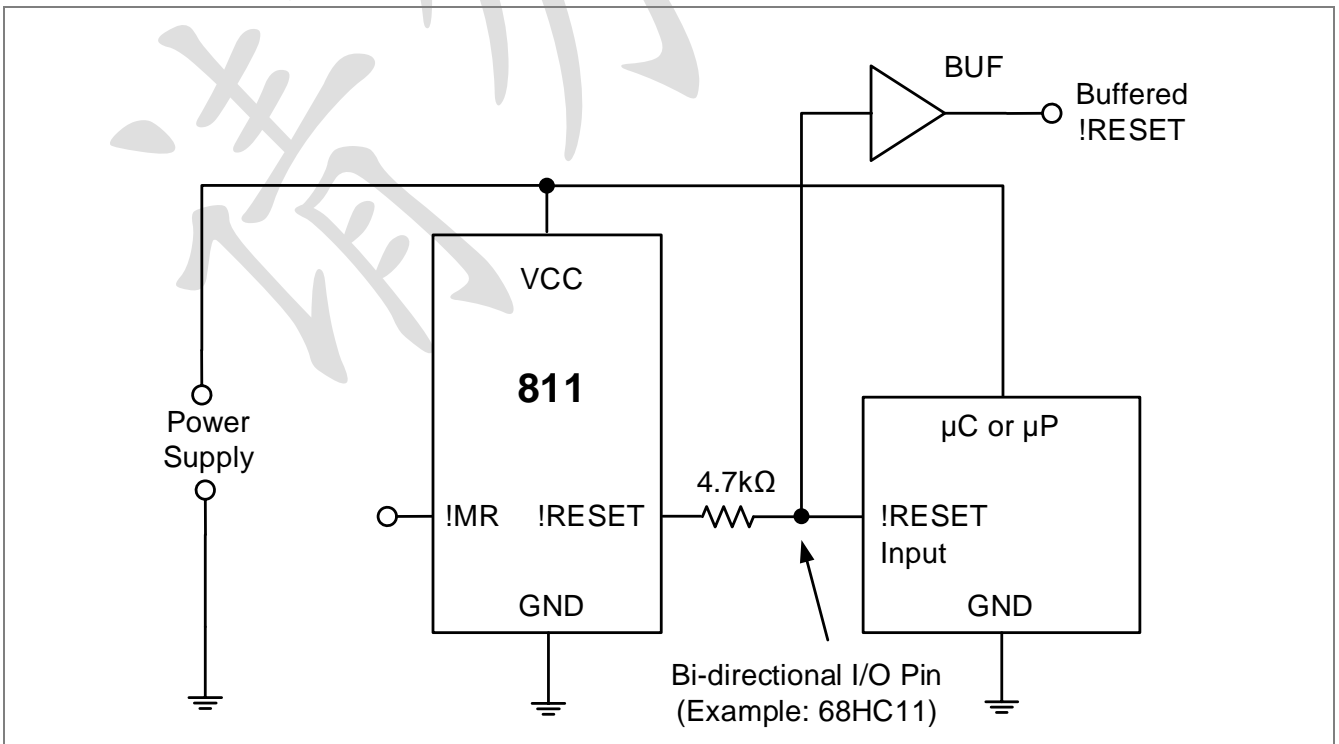 BUF
Buffered
!RESET
VCC
811
Power
Supply
4.7kΩ
!MR
!RESET
GND
µC or µP
!RESET
Input
GND
Bi-directional I/O Pin
(Example: 68HC11)